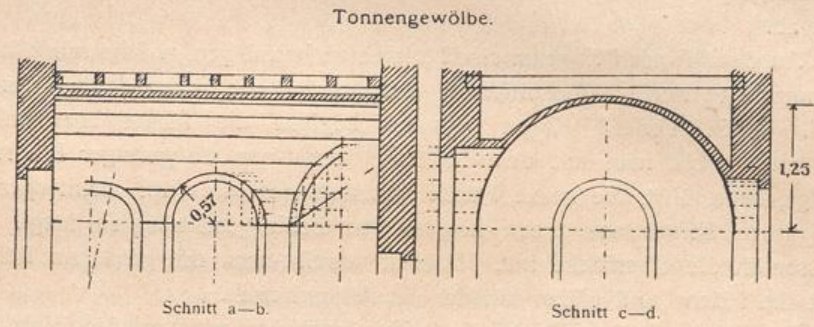 Tonnengewölbe.
0,57
1,25
Schnitt a—b.
Schnitt c—d.